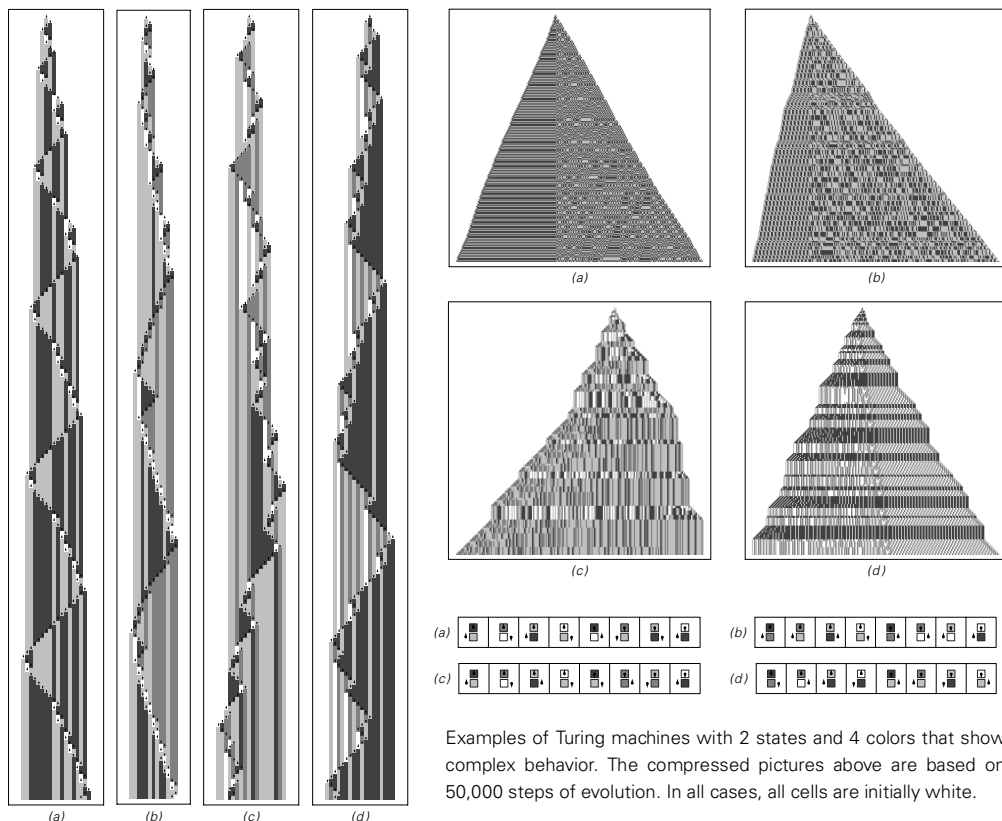 (a)
(b)
(c)
(d)
(a)
(b)
(c)
(d)
(a)
(b)
(c)
(d)
Examples of Turing machines with 2 states and 4 colors that show
complex behavior. The compressed pictures above are based on
50,000 steps of evolution. In all cases, all cells are initially white.